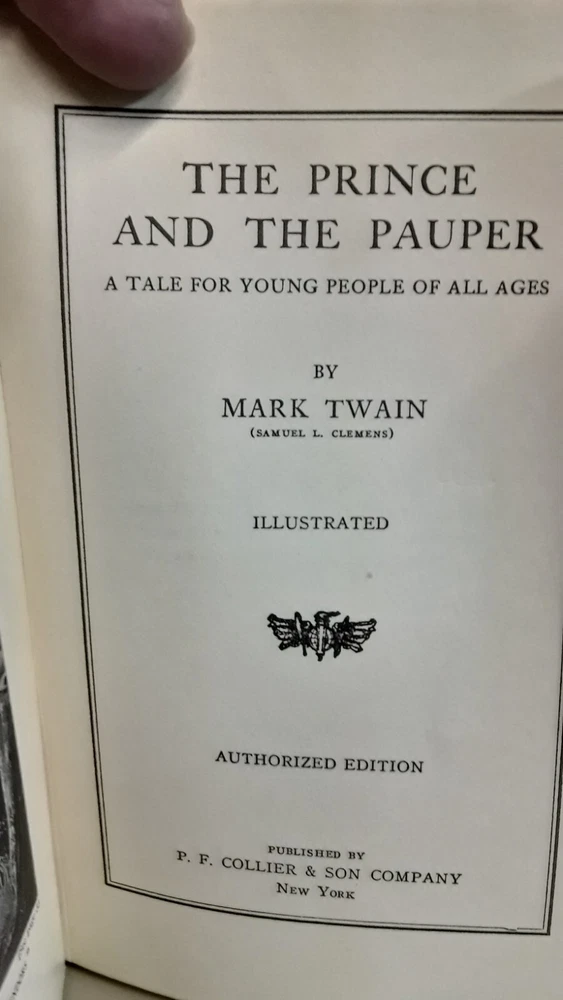 THE PRINCE
AND THE PAUPER
A TALE FOR YOUNG PEOPLE OF ALL AGES
BY
MARK TWAIN
(SAMUEL L. CLEMENS)
ILLUSTRATED
AUTHORIZED EDITION
PUBLISHED BY
P. F. COLLIER & SON COMPANY
NEW YORK